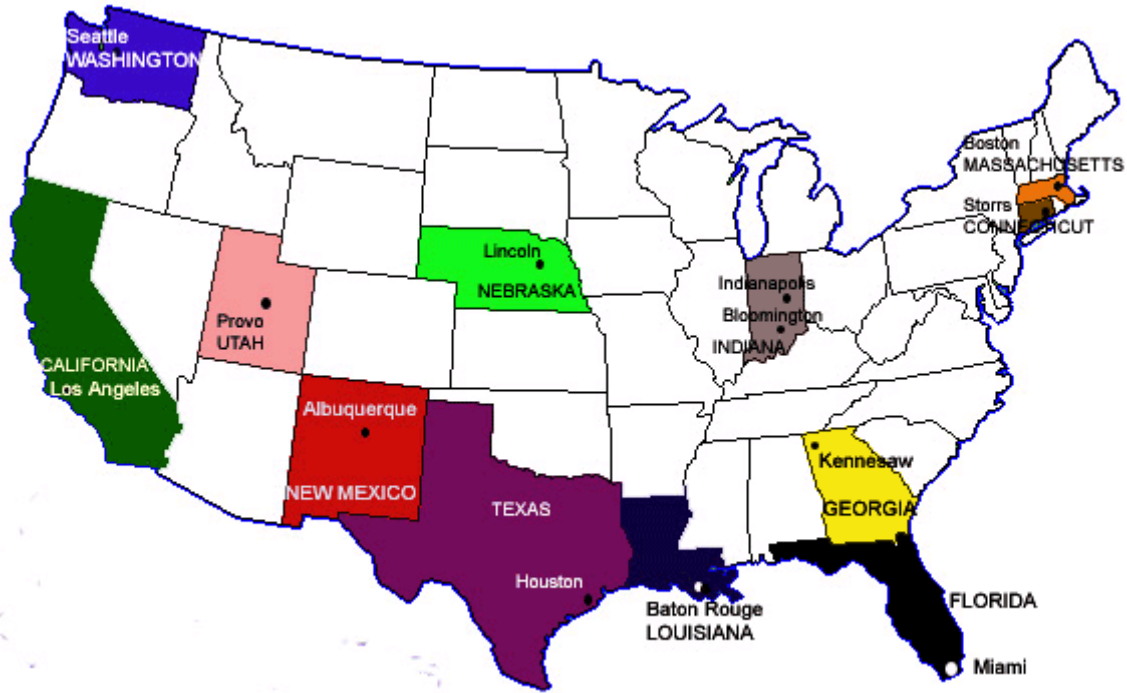 Seattle
WASHINGTON
Boston
MASSACHUSETTS
Storrs
CONNECTICUT
Lincoln
NEBRASKA
Indianapolis
Bloomington
INDIANA
Provo
UTAH
CALIFORNIA
Los Angeles
Albuquerque
NEW MEXICO
Kennesaw
GEORGIA
TEXAS
Houston
Baton Rouge
LOUISIANA
FLORIDA
Miami